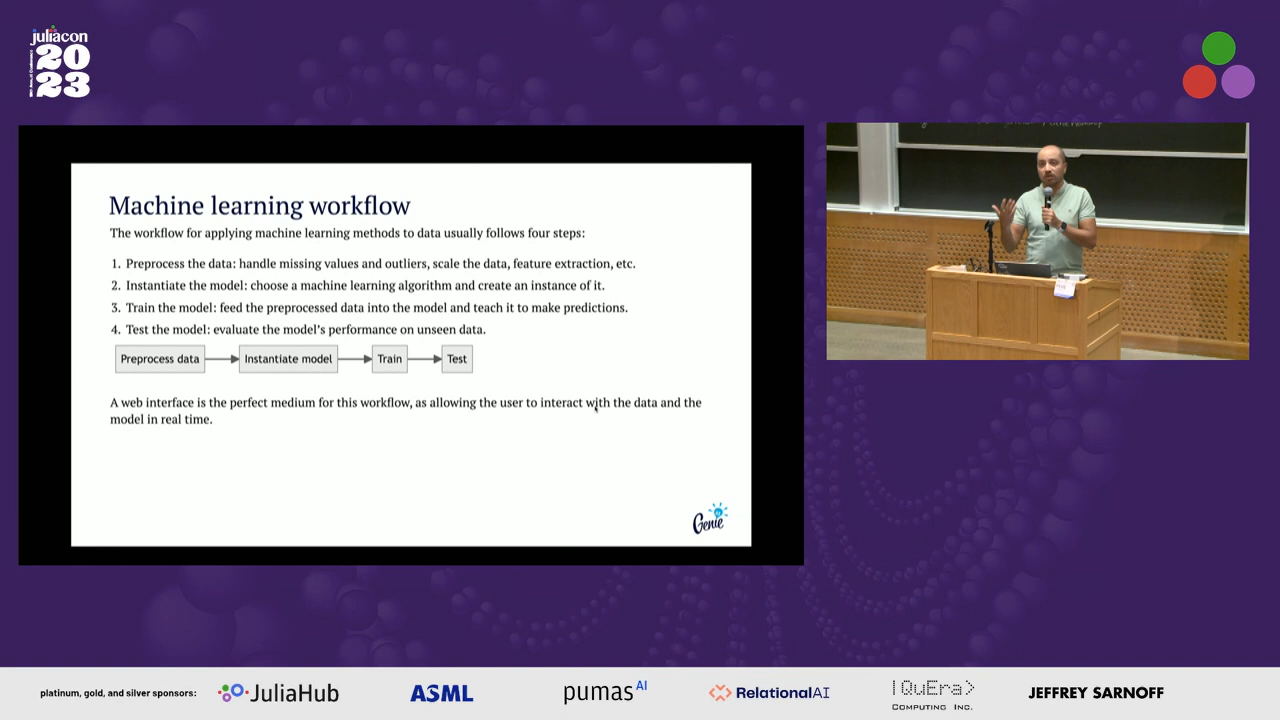 juliacon
20
23
Machine learning workflow
The workflow for applying machine learning methods to data usually follows four steps:
1. Preprocess the data: handle missing values and outliers, scale the data, feature extraction, etc.
2. Instantiate the model: choose a machine learning algorithm and create an instance of it.
3. Train the model: feed the preprocessed data into the model and teach it to make predictions.
4. Test the model: evaluate the model's performance on unseen data.
Preprocess data Instantiate model Train Test
A web interface is the perfect medium for this workflow, as allowing the user to interact with the data and the
model in real time.
Genie
platinum, gold, and silver sponsors: JuliaHub ASML pumasAI RelationalAI |QuEra> COMPUTING INC. JEFFREY SARNOFF